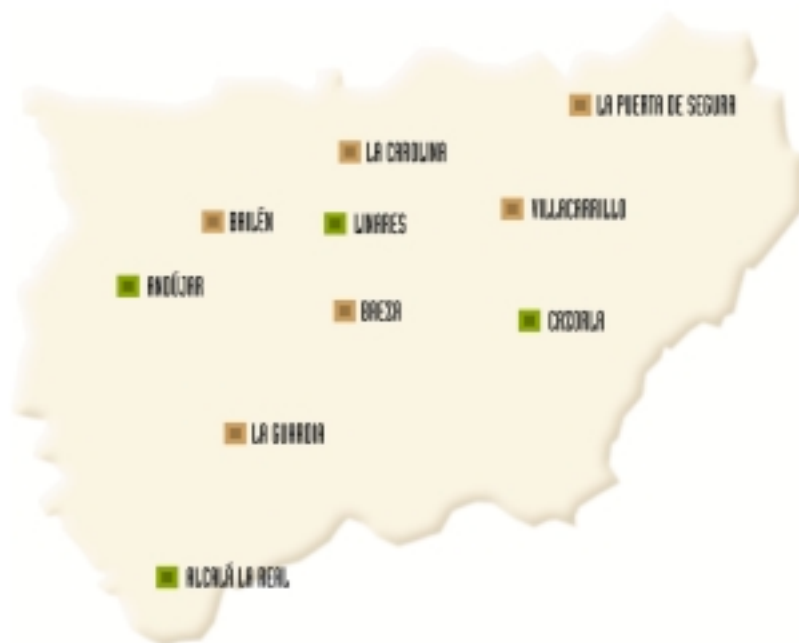 LA PUERTA DE SEGURA
LA CAROLINA
VILLACARRILLO
BAILÉN
LINARES
ANDÚJAR
BAEZA
CAZORLA
LA GUARDIA
ALCALÁ LA REAL